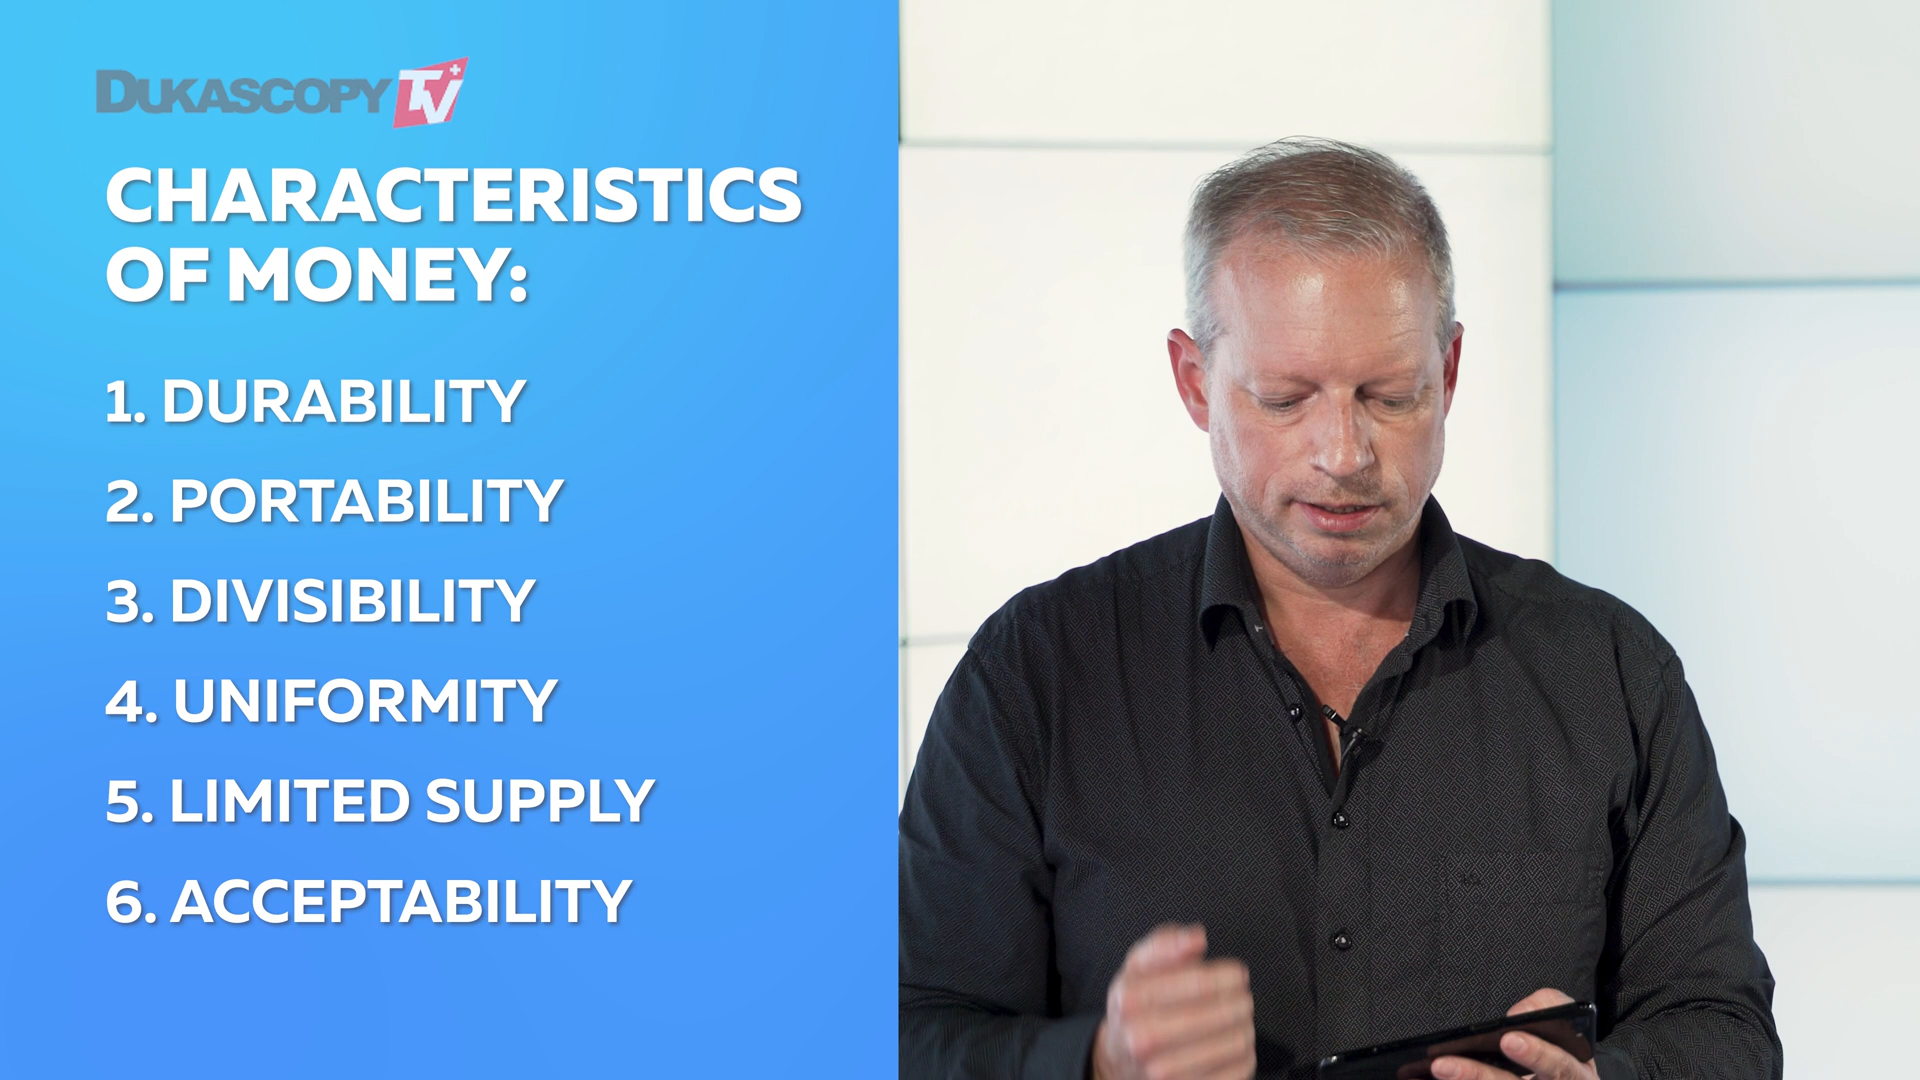 DUKASCOPY TV
CHARACTERISTICS
OF MONEY:
1. DURABILITY
2. PORTABILITY
3. DIVISIBILITY
4. UNIFORMITY
5. LIMITED SUPPLY
6. ACCEPTABILITY